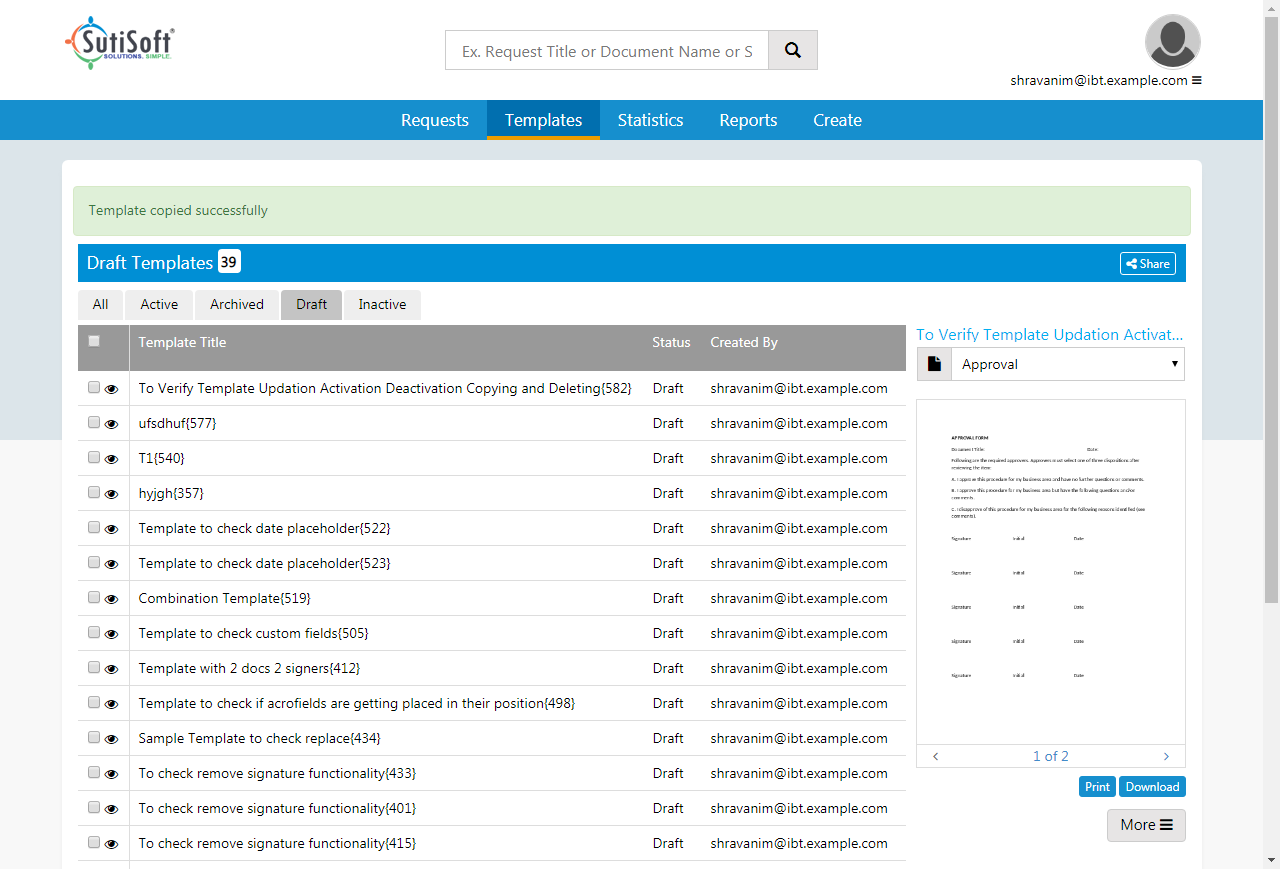 SutiSoft®
SOLUTIONS. SIMPLE.
Ex. Request Title or Document Name or S
shravanim@ibt.example.com
Requests Templates Statistics Reports Create
Template copied successfully
Draft Templates 39
Share
All Active Archived Draft Inactive
Template Title Status Created By
To Verify Template Updation Activation Deactivation Copying and Deleting{582} Draft shravanim@ibt.example.com
ufsdhuf{577} Draft shravanim@ibt.example.com
T1{540} Draft shravanim@ibt.example.com
hyjgh{357} Draft shravanim@ibt.example.com
Template to check date placeholder{522} Draft shravanim@ibt.example.com
Template to check date placeholder{523} Draft shravanim@ibt.example.com
Combination Template{519} Draft shravanim@ibt.example.com
Template to check custom fields{505} Draft shravanim@ibt.example.com
Template with 2 docs 2 signers{412} Draft shravanim@ibt.example.com
Template to check if acrofields are getting placed in their position{498} Draft shravanim@ibt.example.com
Sample Template to check replace{434} Draft shravanim@ibt.example.com
To check remove signature functionality{433} Draft shravanim@ibt.example.com
To check remove signature functionality{401} Draft shravanim@ibt.example.com
To check remove signature functionality{415} Draft shravanim@ibt.example.com
To Verify Template Updation Activat...
Approval
APPROVAL FORM
Document Title: Date:
Following are the required approvers. Approvers must select one of three dispositions after
reviewing the item:
A. I approve this procedure for my business area and have no further questions or comments.
B. I approve this procedure for my business area but have the following questions and/or
comments.
C. I disapprove of this procedure for my business area for the following reasons identified (see
comments).
Signature Initial Date
Signature Initial Date
Signature Initial Date
Signature Initial Date
Signature Initial Date
1 of 2
Print Download
More